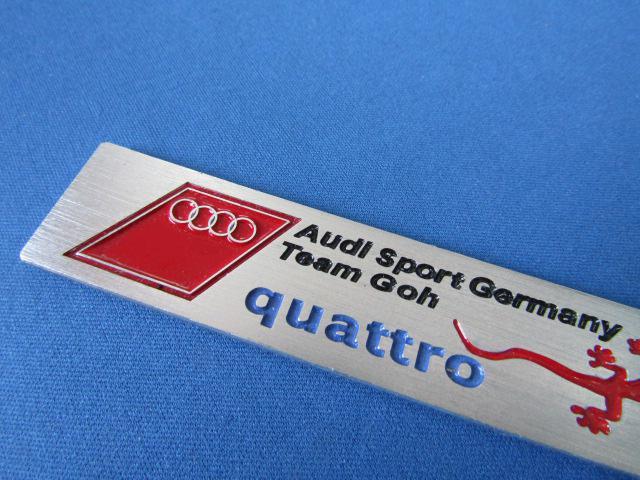 Audi Sport Germany
Team Goh
quattro